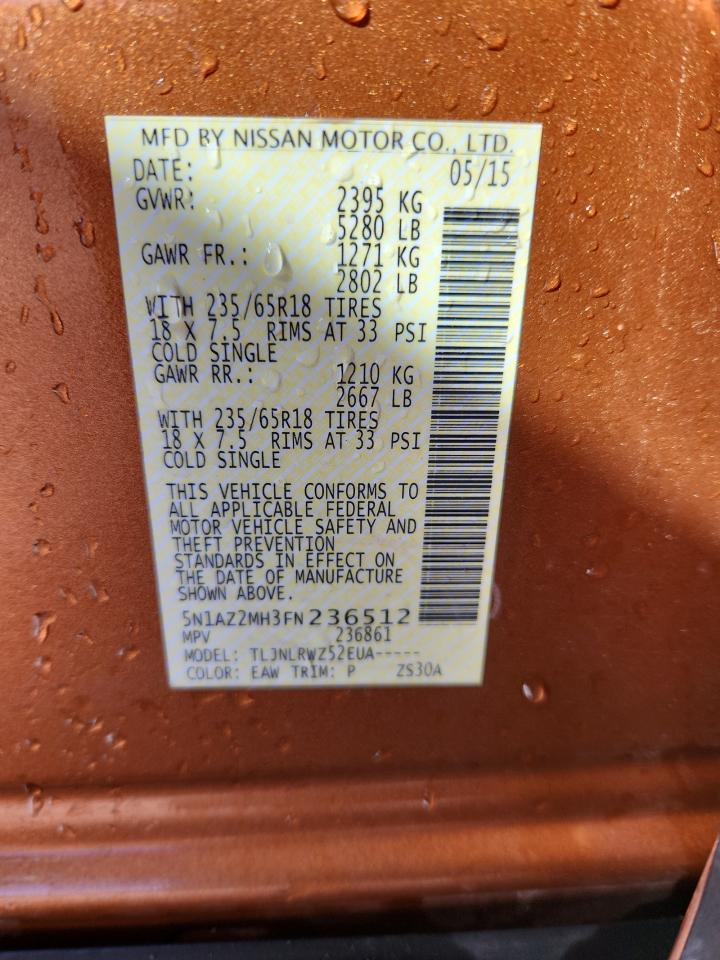 MFD BY NISSAN MOTOR CO., LTD.
DATE: 05/15
GVWR: 2395 KG
5280 LB
GAWR FR.: 1271 KG
2802 LB
WITH 235/65R18 TIRES
18 X 7.5 RIMS AT 33 PSI
COLD SINGLE
GAWR RR.: 1210 KG
2667 LB
WITH 235/65R18 TIRES
18 X 7.5 RIMS AT 33 PSI
COLD SINGLE
THIS VEHICLE CONFORMS TO
ALL APPLICABLE FEDERAL
MOTOR VEHICLE SAFETY AND
THEFT PREVENTION
STANDARDS IN EFFECT ON
THE DATE OF MANUFACTURE
SHOWN ABOVE.
5N1AZ2MH3FN236512
MPV 236861
MODEL: TLJNLRWZ52EUA-----
COLOR: EAW TRIM: P ZS30A